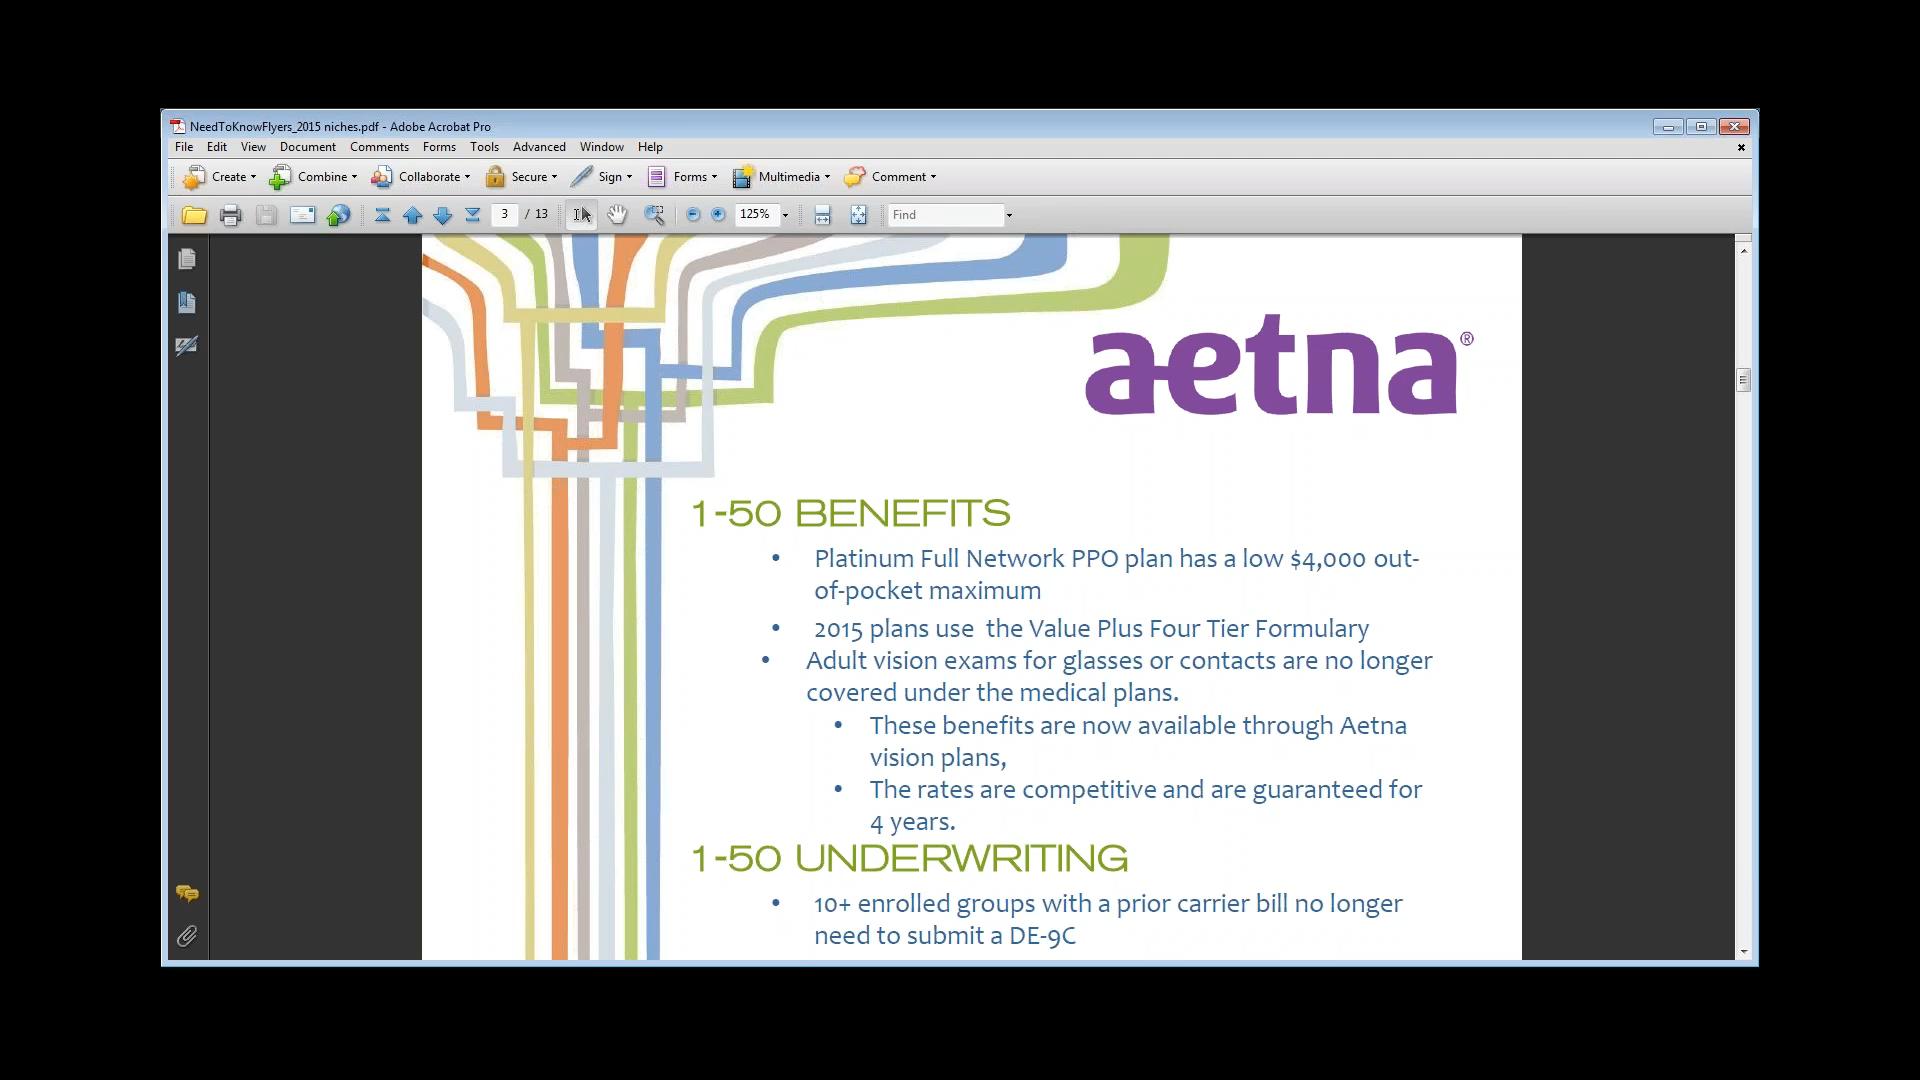 NeedToKnowFlyers_2015 niches.pdf - Adobe Acrobat Pro
File Edit View Document Comments Forms Tools Advanced Window Help
Create Combine Collaborate Secure Sign Forms Multimedia Comment
3 / 13 125% Find
aetna®
1-50 BENEFITS
• Platinum Full Network PPO plan has a low $4,000 out-
of-pocket maximum
• 2015 plans use the Value Plus Four Tier Formulary
• Adult vision exams for glasses or contacts are no longer
covered under the medical plans.
• These benefits are now available through Aetna
vision plans,
• The rates are competitive and are guaranteed for
4 years.
1-50 UNDERWRITING
• 10+ enrolled groups with a prior carrier bill no longer
need to submit a DE-9C